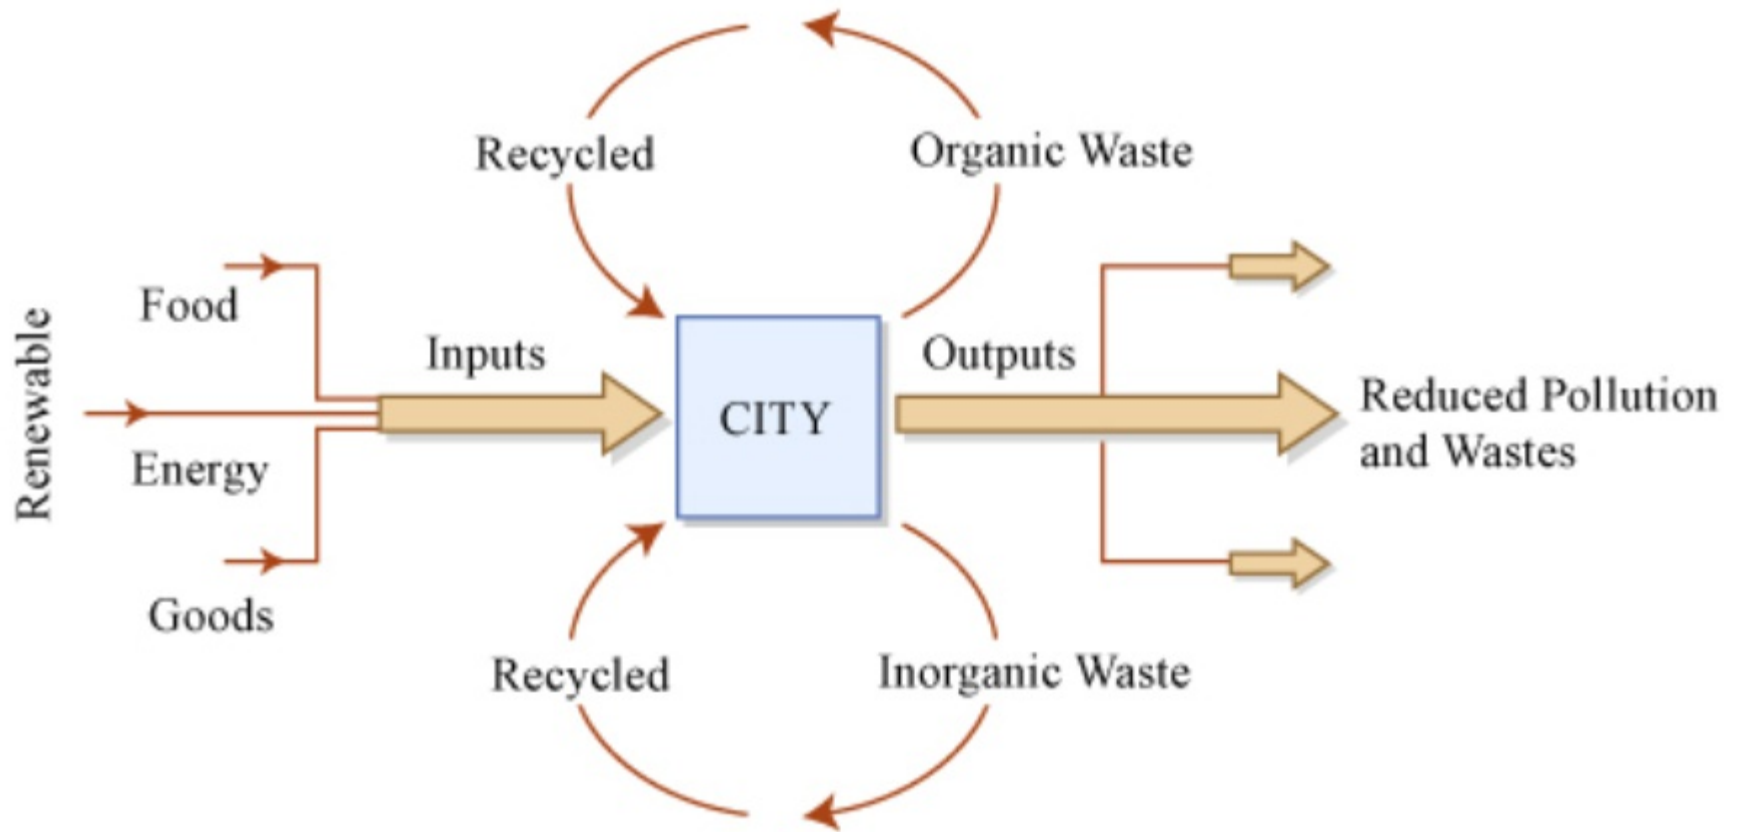 Recycled
Organic Waste
Renewable
Food
Inputs
Energy
Goods
CITY
Outputs
Reduced Pollution
and Wastes
Recycled
Inorganic Waste